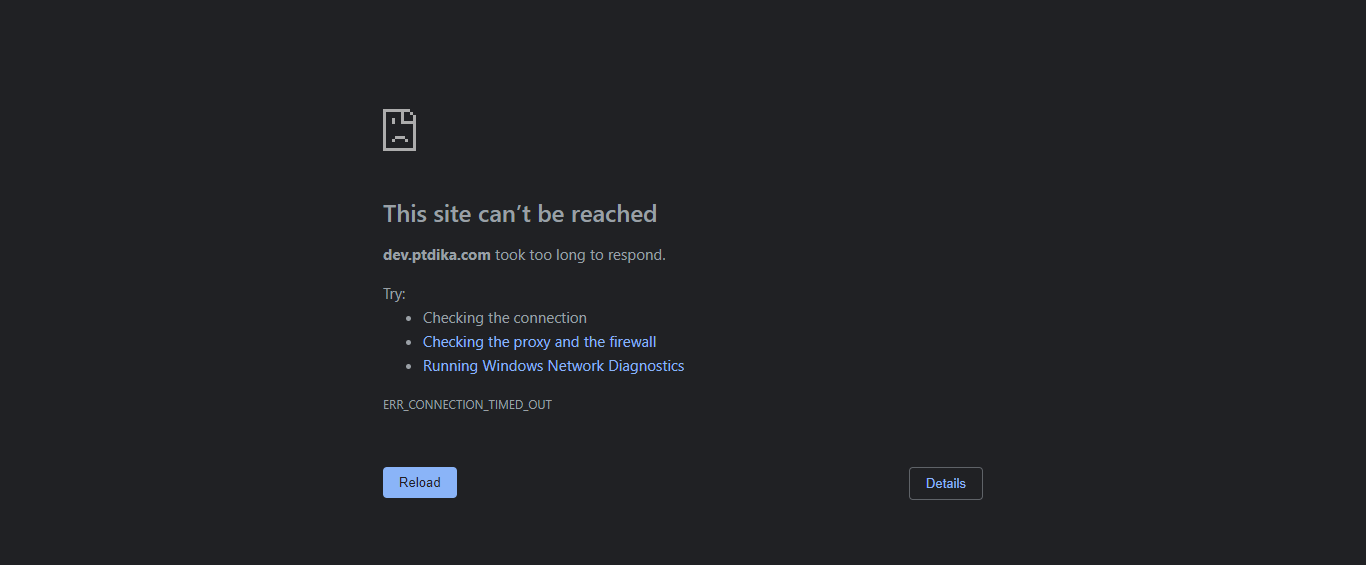 This site can’t be reached
dev.ptdika.com took too long to respond.
Try:
Checking the connection
Checking the proxy and the firewall
Running Windows Network Diagnostics
ERR_CONNECTION_TIMED_OUT
Reload
Details